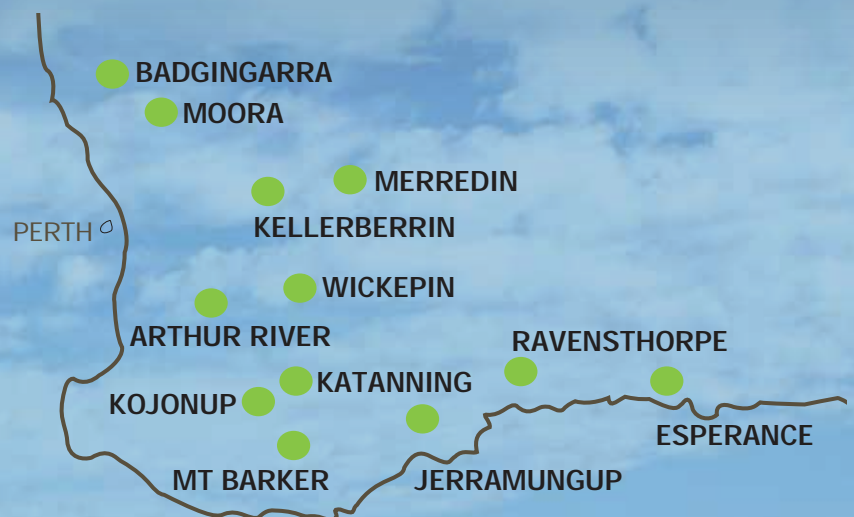 BADGINGARRA
MOORA
MERREDIN
KELLERBERRIN
PERTH
WICKEPIN
ARTHUR RIVER
RAVENSTHORPE
KATANNING
KOJONUP
ESPERANCE
MT BARKER
JERRAMUNGUP